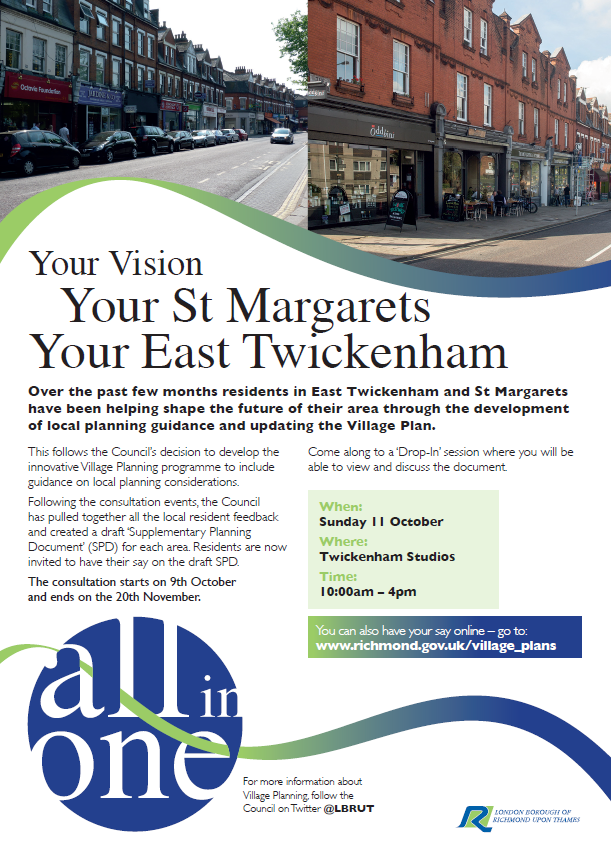 Octavia Foundation
Oddbins
Your Vision
Your St Margarets
Your East Twickenham
Over the past few months residents in East Twickenham and St Margarets
have been helping shape the future of their area through the development
of local planning guidance and updating the Village Plan.
This follows the Council's decision to develop the
innovative Village Planning programme to include
guidance on local planning considerations.
Following the consultation events, the Council
has pulled together all the local resident feedback
and created a draft 'Supplementary Planning
Document' (SPD) for each area. Residents are now
invited to have their say on the draft SPD.
The consultation starts on 9th October
and ends on the 20th November.
Come along to a 'Drop-In' session where you will be
able to view and discuss the document.
When:
Sunday 11 October
Where:
Twickenham Studios
Time:
10:00am – 4pm
You can also have your say online – go to:
www.richmond.gov.uk/village_plans
all in
one
For more information about
Village Planning, follow the
Council on Twitter @LBRUT
LONDON BOROUGH OF
RICHMOND UPON THAMES